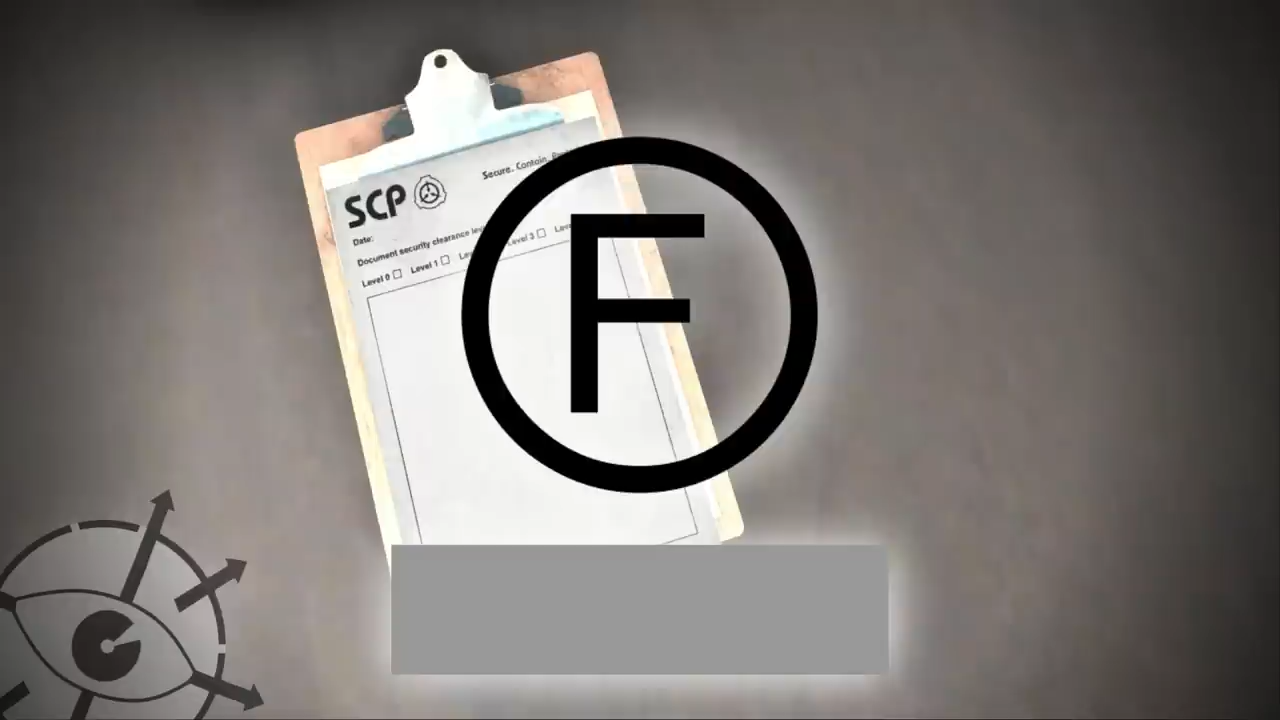 SCP
Secure. Contain.
Date:
Document security clearance
Level 0 Level 1 Level 3
F